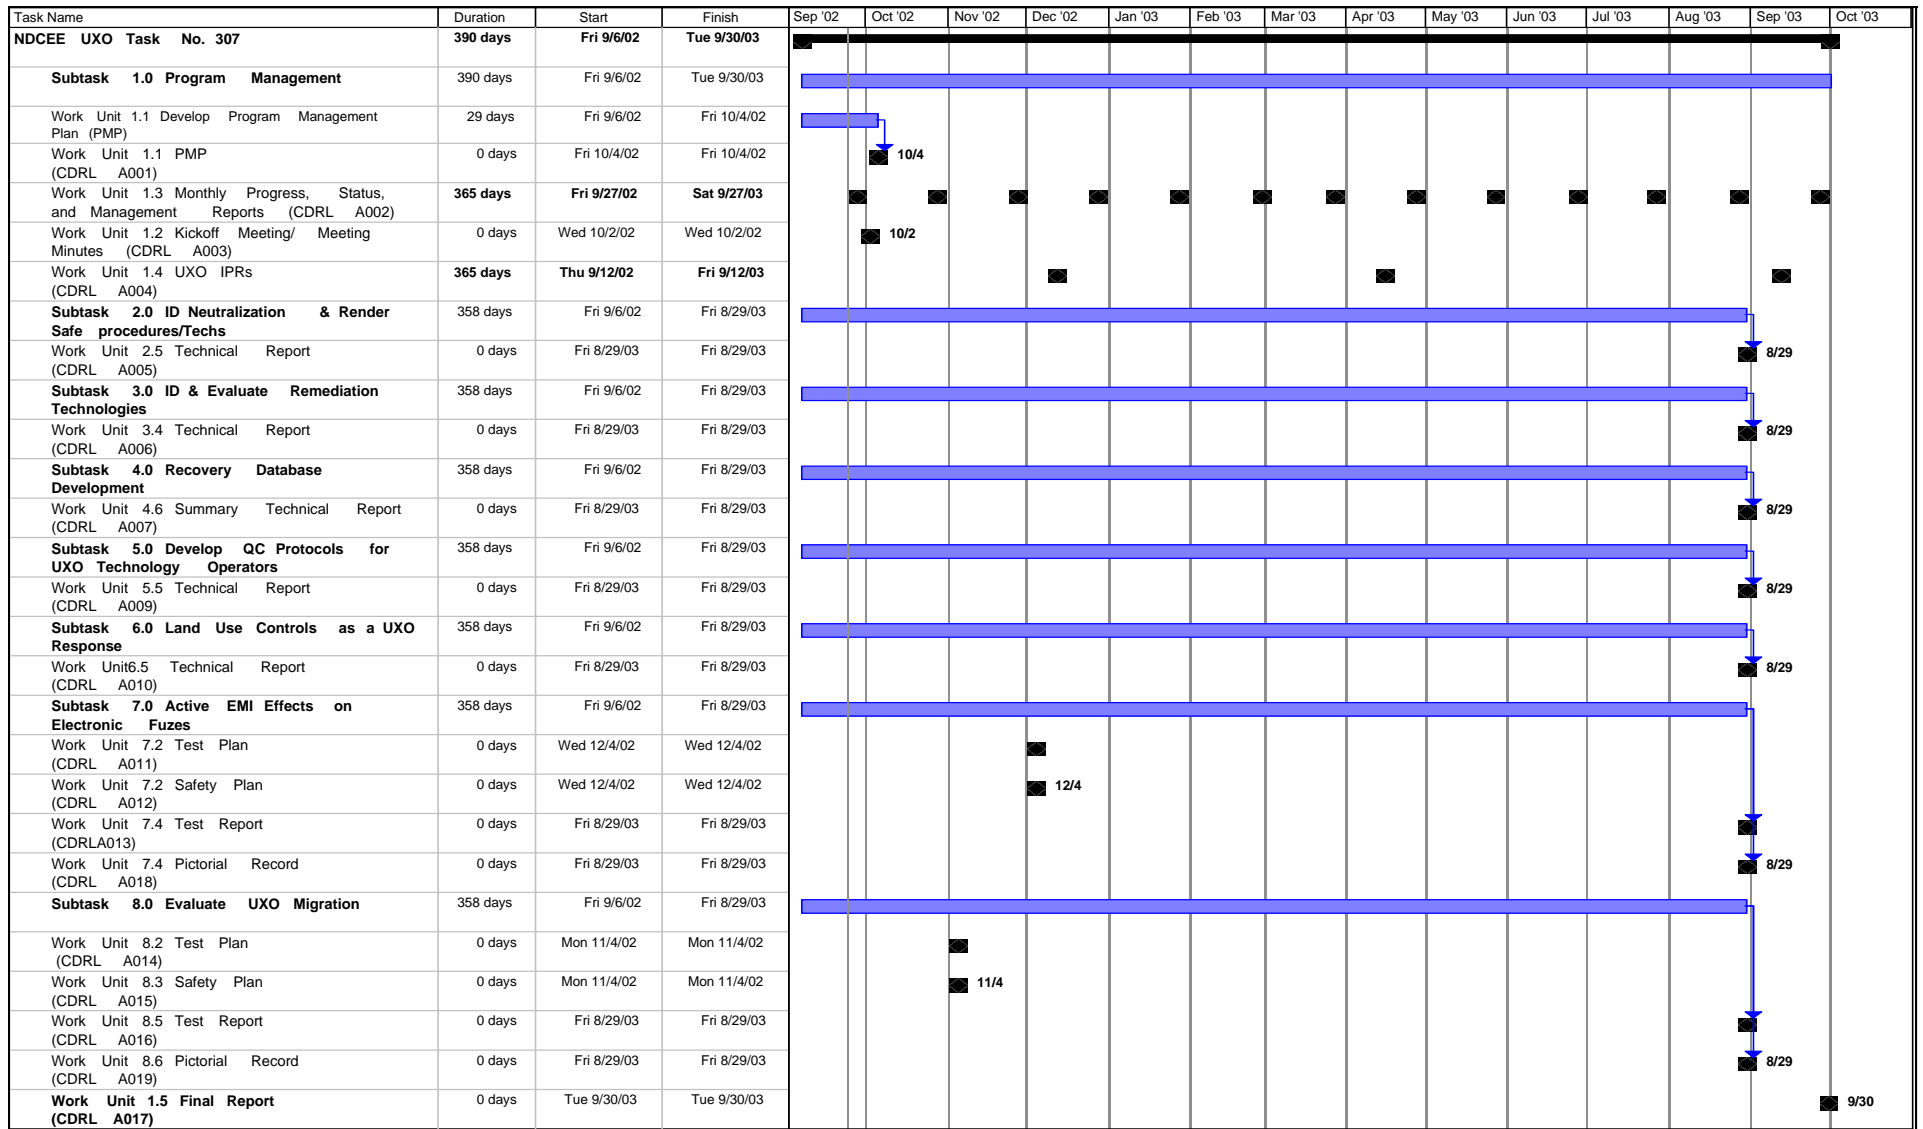 Task Name Duration Start Finish Sep '02 Oct '02 Nov '02 Dec '02 Jan '03 Feb '03 Mar '03 Apr '03 May '03 Jun '03 Jul '03 Aug '03 Sep '03 Oct '03
NDCEE UXO Task No. 307 390 days Fri 9/6/02 Tue 9/30/03
Subtask 1.0 Program Management 390 days Fri 9/6/02 Tue 9/30/03
Work Unit 1.1 Develop Program Management 29 days Fri 9/6/02 Fri 10/4/02
Plan (PMP)
Work Unit 1.1 PMP 0 days Fri 10/4/02 Fri 10/4/02 10/4
(CDRL A001)
Work Unit 1.3 Monthly Progress, Status, 365 days Fri 9/27/02 Sat 9/27/03
and Management Reports (CDRL A002)
Work Unit 1.2 Kickoff Meeting/ Meeting 0 days Wed 10/2/02 Wed 10/2/02 10/2
Minutes (CDRL A003)
Work Unit 1.4 UXO IPRs 365 days Thu 9/12/02 Fri 9/12/03
(CDRL A004)
Subtask 2.0 ID Neutralization & Render 358 days Fri 9/6/02 Fri 8/29/03
Safe procedures/Techs
Work Unit 2.5 Technical Report 0 days Fri 8/29/03 Fri 8/29/03 8/29
(CDRL A005)
Subtask 3.0 ID & Evaluate Remediation 358 days Fri 9/6/02 Fri 8/29/03
Technologies
Work Unit 3.4 Technical Report 0 days Fri 8/29/03 Fri 8/29/03 8/29
(CDRL A006)
Subtask 4.0 Recovery Database 358 days Fri 9/6/02 Fri 8/29/03
Development
Work Unit 4.6 Summary Technical Report 0 days Fri 8/29/03 Fri 8/29/03 8/29
(CDRL A007)
Subtask 5.0 Develop QC Protocols for 358 days Fri 9/6/02 Fri 8/29/03
UXO Technology Operators
Work Unit 5.5 Technical Report 0 days Fri 8/29/03 Fri 8/29/03 8/29
(CDRL A009)
Subtask 6.0 Land Use Controls as a UXO 358 days Fri 9/6/02 Fri 8/29/03
Response
Work Unit6.5 Technical Report 0 days Fri 8/29/03 Fri 8/29/03 8/29
(CDRL A010)
Subtask 7.0 Active EMI Effects on 358 days Fri 9/6/02 Fri 8/29/03
Electronic Fuzes
Work Unit 7.2 Test Plan 0 days Wed 12/4/02 Wed 12/4/02
(CDRL A011)
Work Unit 7.2 Safety Plan 0 days Wed 12/4/02 Wed 12/4/02 12/4
(CDRL A012)
Work Unit 7.4 Test Report 0 days Fri 8/29/03 Fri 8/29/03
(CDRLA013)
Work Unit 7.4 Pictorial Record 0 days Fri 8/29/03 Fri 8/29/03 8/29
(CDRL A018)
Subtask 8.0 Evaluate UXO Migration 358 days Fri 9/6/02 Fri 8/29/03
Work Unit 8.2 Test Plan 0 days Mon 11/4/02 Mon 11/4/02
(CDRL A014)
Work Unit 8.3 Safety Plan 0 days Mon 11/4/02 Mon 11/4/02 11/4
(CDRL A015)
Work Unit 8.5 Test Report 0 days Fri 8/29/03 Fri 8/29/03
(CDRL A016)
Work Unit 8.6 Pictorial Record 0 days Fri 8/29/03 Fri 8/29/03 8/29
(CDRL A019)
Work Unit 1.5 Final Report 0 days Tue 9/30/03 Tue 9/30/03 9/30
(CDRL A017)